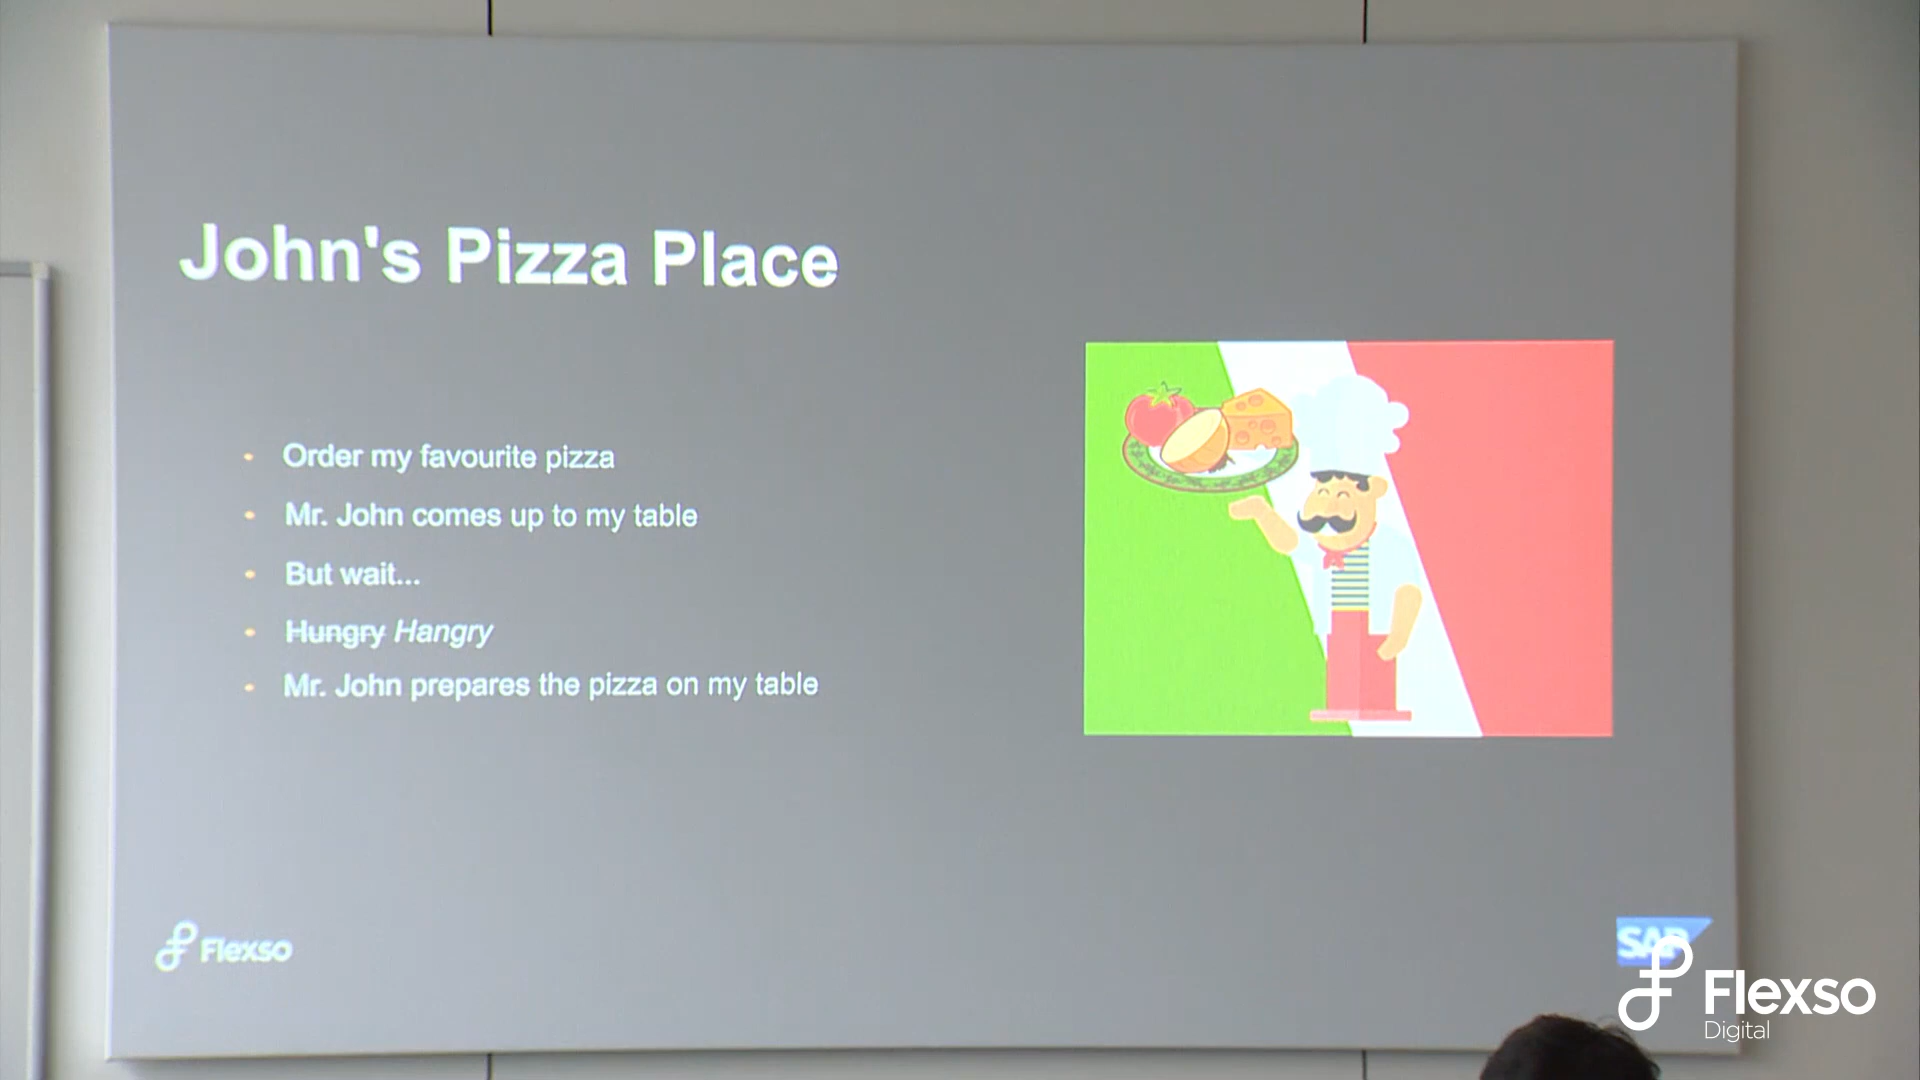 John's Pizza Place
Order my favourite pizza
Mr. John comes up to my table
But wait...
Hungry Hangry
Mr. John prepares the pizza on my table
Flexso
SAP
Flexso
Digital